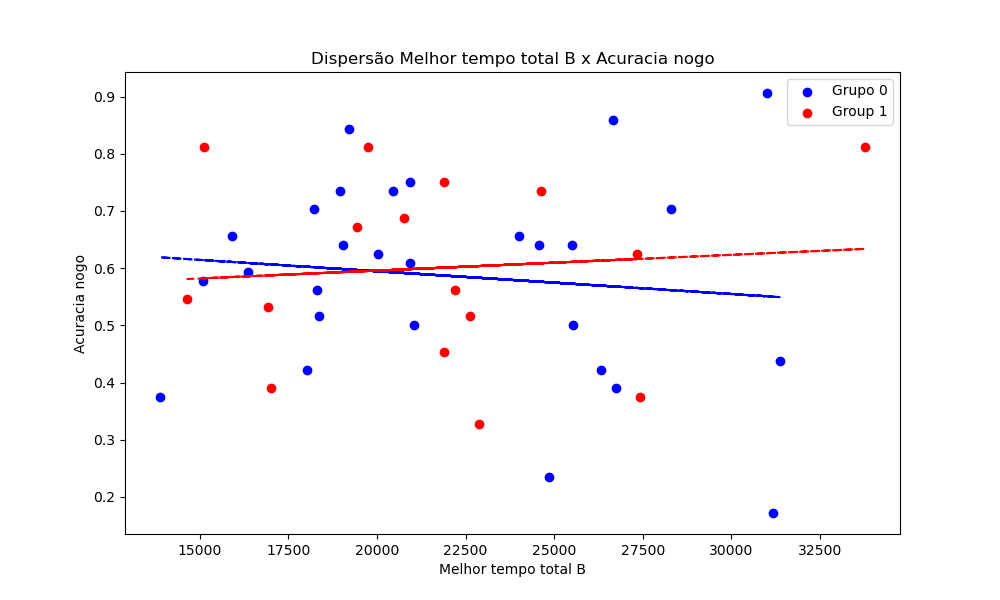 Dispersão Melhor tempo total B x Acuracia nogo
Grupo 0
Group 1
0.9
0.8
0.7
0.6
0.5
0.4
0.3
0.2
Acuracia nogo
15000 17500 20000 22500 25000 27500 30000 32500
Melhor tempo total B